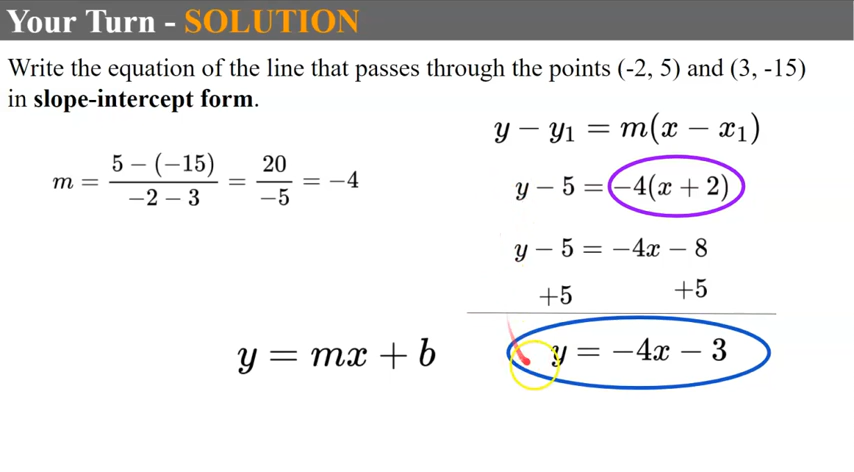 Your Turn - SOLUTION
Write the equation of the line that passes through the points (-2, 5) and (3, -15)
in slope-intercept form.
y − y₁ = m(x − x₁)
m = \frac{5 − (−15)}{−2 − 3} = \frac{20}{−5} = −4
y − 5 = −4(x + 2)
y − 5 = −4x − 8
+5 +5
y = mx + b
y = −4x − 3